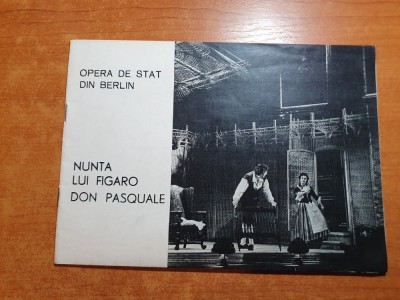 OPERA DE STAT
DIN BERLIN
NUNTA
LUI FIGARO
DON PASQUALE